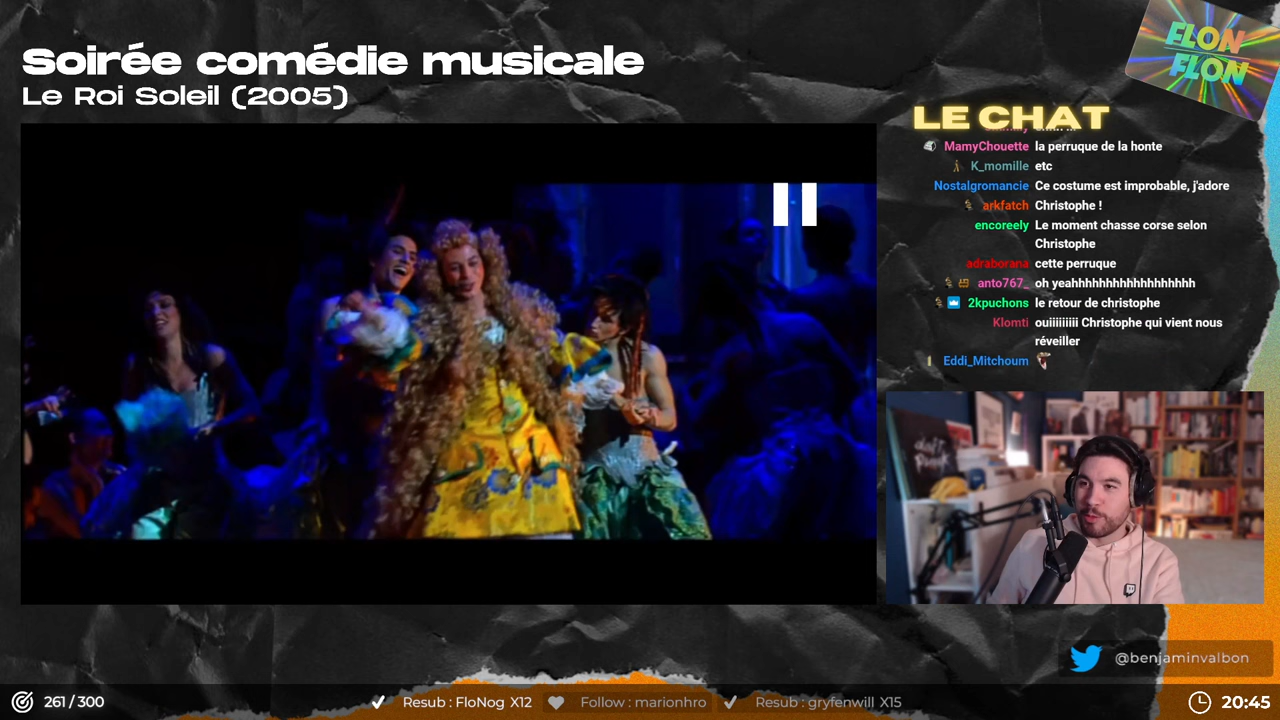 Soirée comédie musicale
Le Roi Soleil (2005)
FLON
FLON
LE CHAT
MamyChouette la perruque de la honte
K_momille etc
Nostalgromancie Ce costume est improbable, j'adore
arkfatch Christophe !
encoreely Le moment chasse corse selon
Christophe
adraborana cette perruque
anto767_ oh yeahhhhhhhhhhhhhhhhhh
2kpuchons le retour de christophe
Klomti ouiiiiiiiii Christophe qui vient nous
réveiller
Eddi_Mitchoum
daft
punk
@benjaminvalbon
261 / 300
Resub : FloNog X12
Follow : marionhro
Resub : gryfenwill X15
20:45